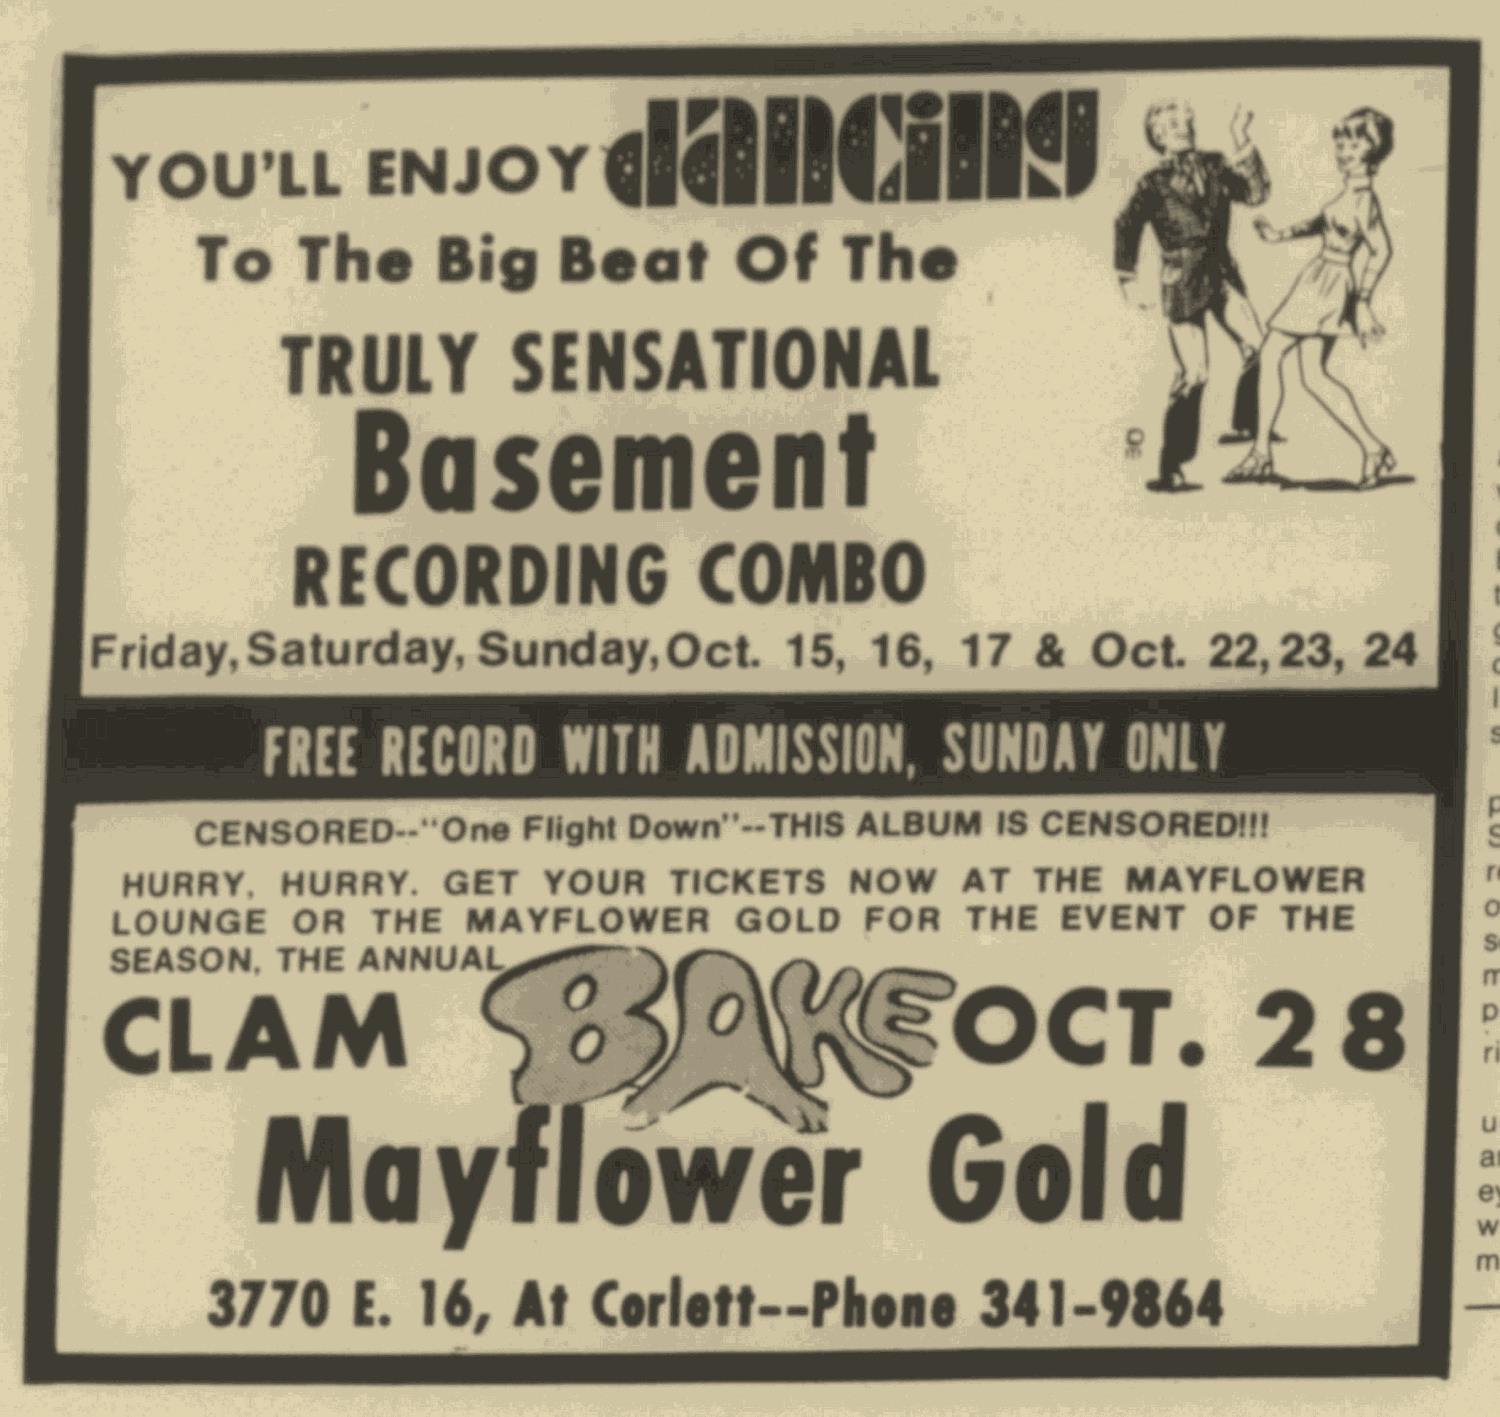 YOU'LL ENJOY dancing
To The Big Beat Of The
TRULY SENSATIONAL
Basement
RECORDING COMBO
Friday, Saturday, Sunday, Oct. 15, 16, 17 & Oct. 22, 23, 24
FREE RECORD WITH ADMISSION, SUNDAY ONLY
CENSORED--"One Flight Down"--THIS ALBUM IS CENSORED!!!
HURRY, HURRY. GET YOUR TICKETS NOW AT THE MAYFLOWER
LOUNGE OR THE MAYFLOWER GOLD FOR THE EVENT OF THE
SEASON, THE ANNUAL
CLAM BAKE OCT. 28
Mayflower Gold
3770 E. 16, At Corlett--Phone 341-9864